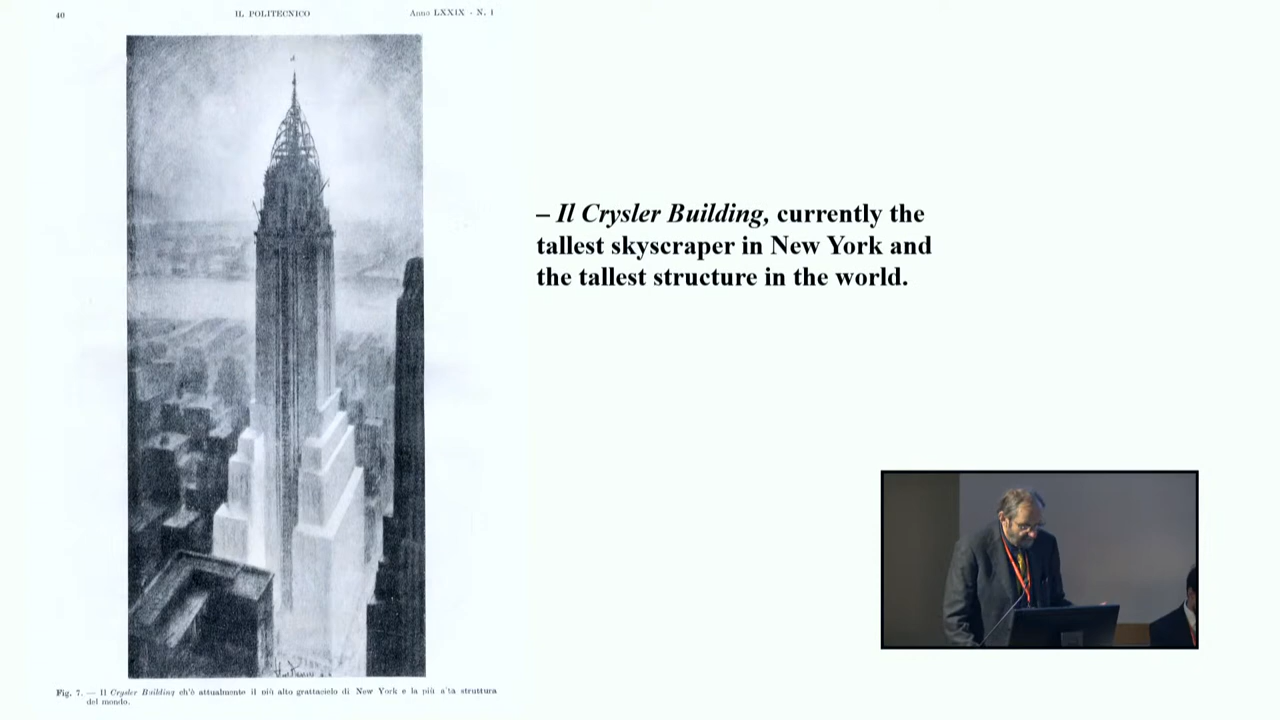 40
IL POLITECNICO
Anno LXXIX - N. 1
– Il Crysler Building, currently the
tallest skyscraper in New York and
the tallest structure in the world.
Fig. 7. — Il Crysler Building ch'è attualmente il più alto grattacielo di New York e la più a'ta struttura
del mondo.